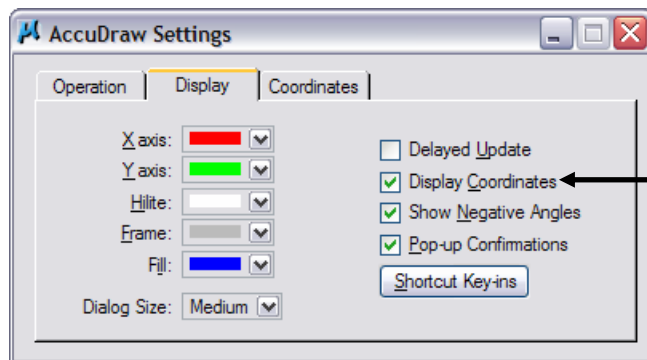 AccuDraw Settings
Operation Display Coordinates
X axis:
Y axis:
Hilite:
Frame:
Fill:
Dialog Size: Medium
Delayed Update
Display Coordinates
Show Negative Angles
Pop-up Confirmations
Shortcut Key-ins